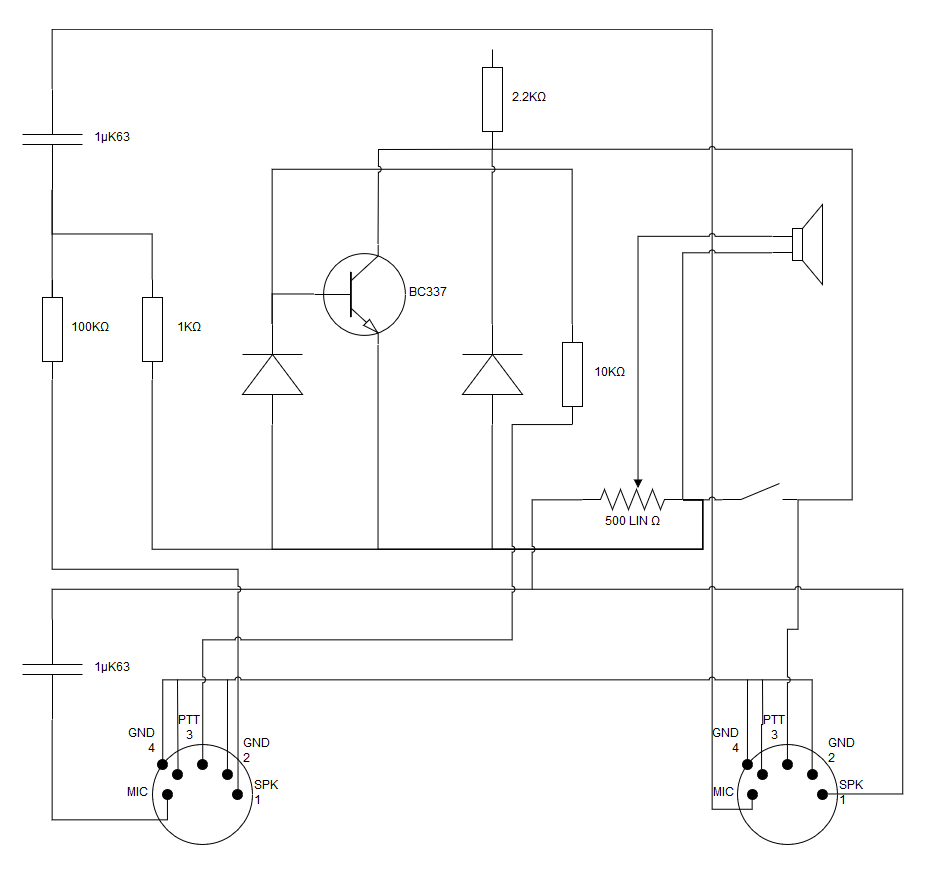 2.2KΩ
1µK63
BC337
100KΩ
1KΩ
10KΩ
500 LIN Ω
1µK63
PTT
3
GND
4
GND
2
SPK
1
MIC
PTT
3
GND
4
GND
2
SPK
1
MIC